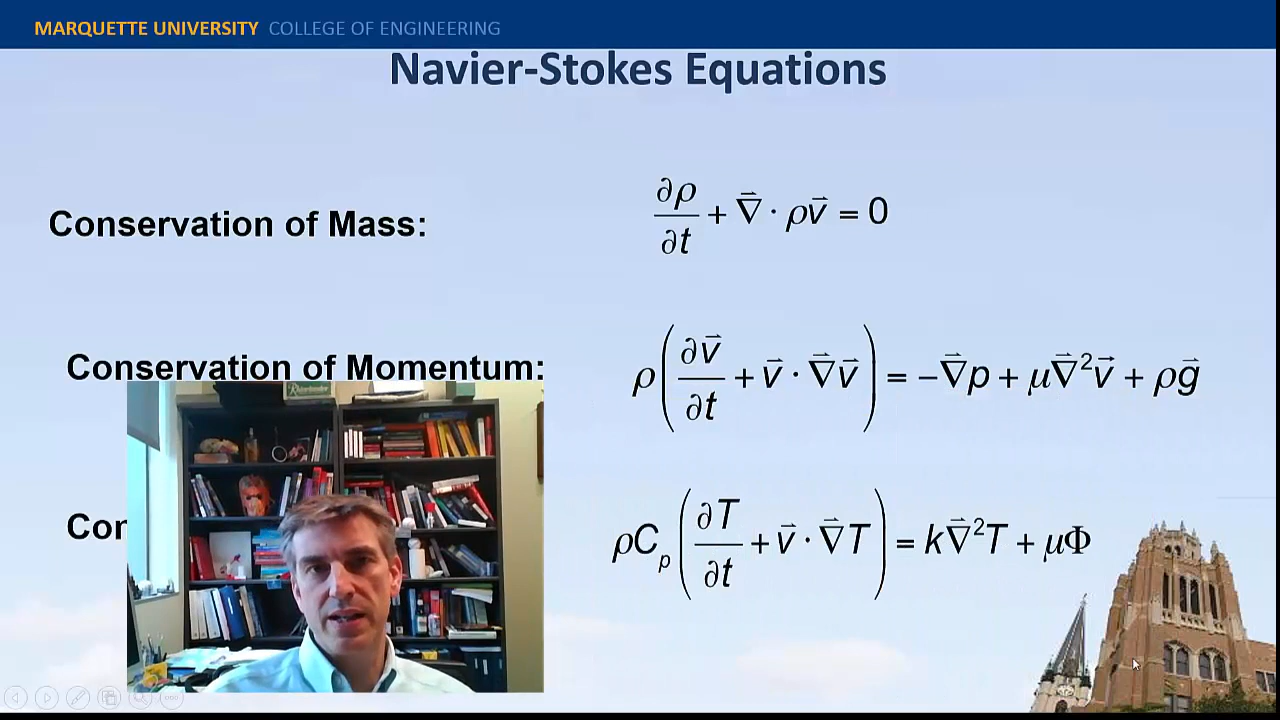 MARQUETTE UNIVERSITY COLLEGE OF ENGINEERING
Navier-Stokes Equations
Conservation of Mass:
∂ρ/∂t + ∇⃗ · ρv⃗ = 0
Conservation of Momentum:
ρ(∂v⃗/∂t + v⃗ · ∇⃗v⃗) = −∇⃗p + μ∇⃗²v⃗ + ρg⃗
Con
ρC_p(∂T/∂t + v⃗ · ∇⃗T) = k∇⃗²T + μΦ